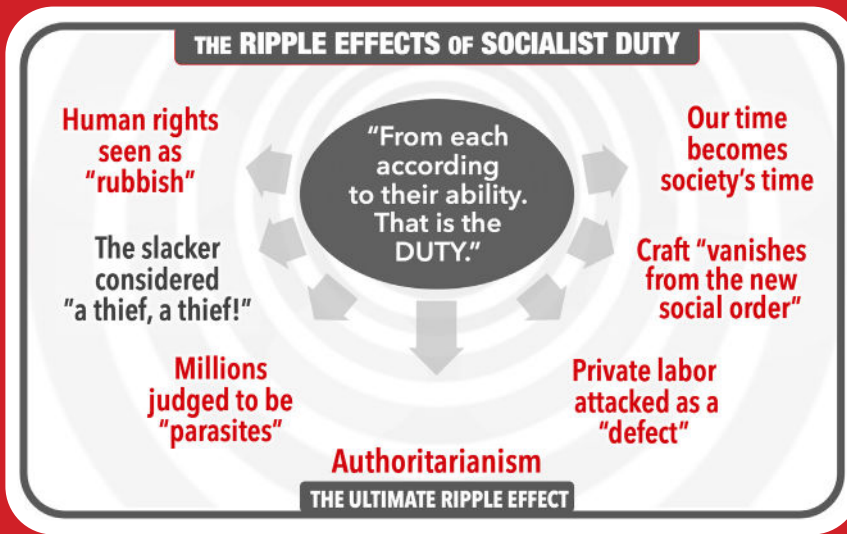 THE RIPPLE EFFECTS OF SOCIALIST DUTY
"From each
according
to their ability.
That is the
DUTY."
Human rights
seen as
"rubbish"
The slacker
considered
"a thief, a thief!"
Millions
judged to be
"parasites"
Our time
becomes
society's time
Craft "vanishes
from the new
social order"
Private labor
attacked as a
"defect"
Authoritarianism
THE ULTIMATE RIPPLE EFFECT